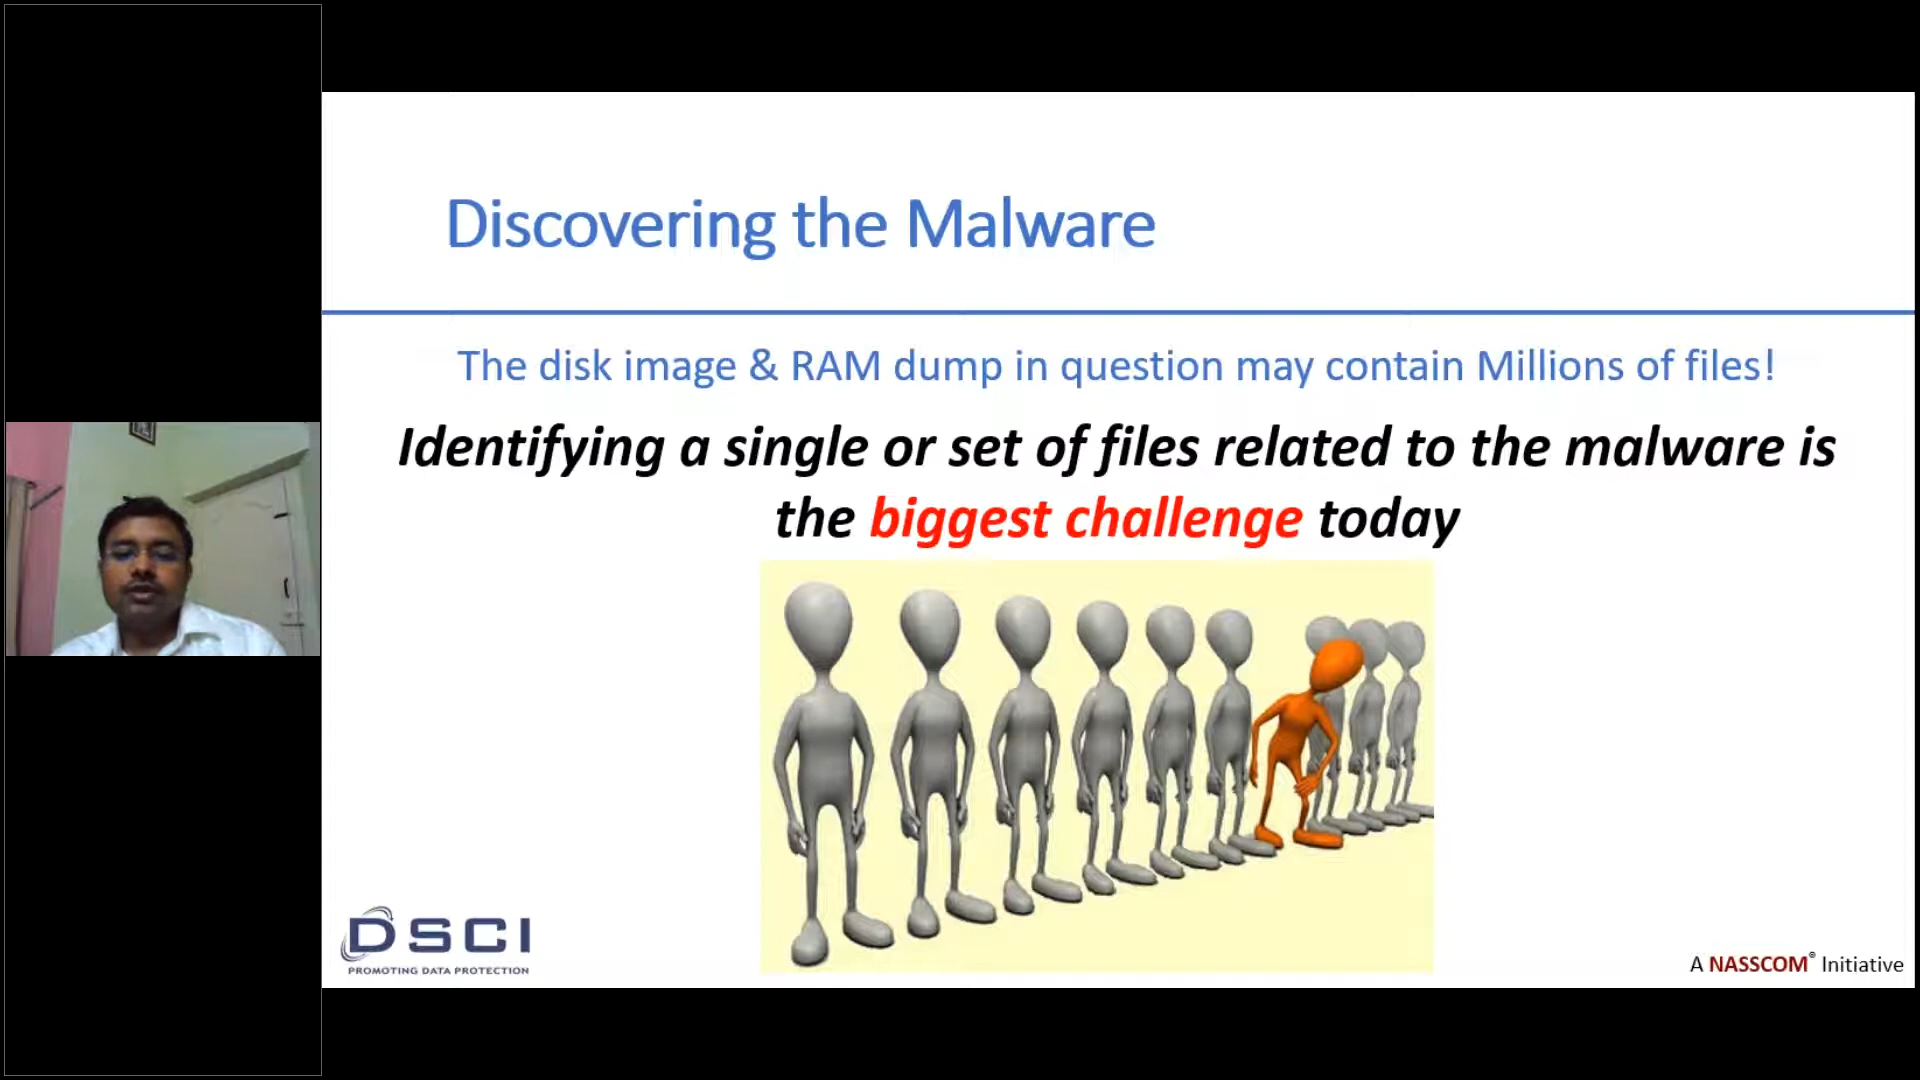 Discovering the Malware
The disk image & RAM dump in question may contain Millions of files!
Identifying a single or set of files related to the malware is
the biggest challenge today
DSCI
PROMOTING DATA PROTECTION
A NASSCOM® Initiative